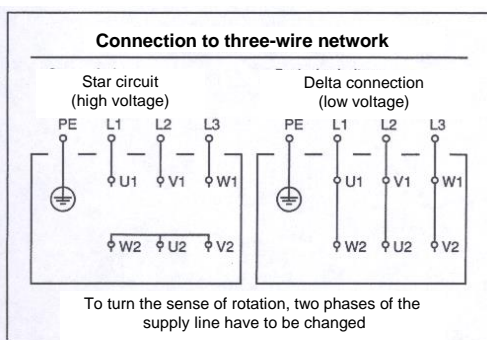 Connection to three-wire network
Star circuit
(high voltage)
Delta connection
(low voltage)
PE L1 L2 L3
PE L1 L2 L3
U1 V1 W1
U1 V1 W1
W2 U2 V2
W2 U2 V2
To turn the sense of rotation, two phases of the
supply line have to be changed